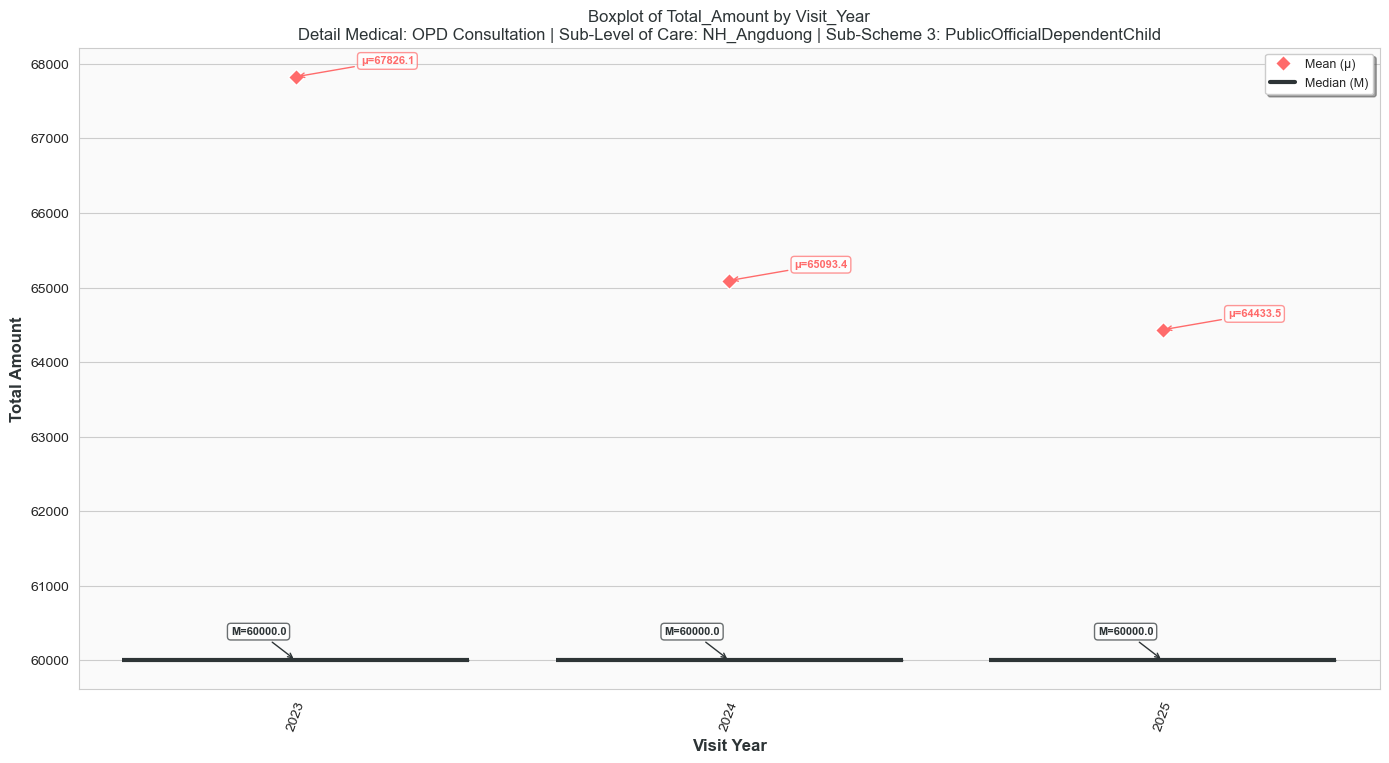 Boxplot of Total_Amount by Visit_Year
Detail Medical: OPD Consultation | Sub-Level of Care: NH_Angduong | Sub-Scheme 3: PublicOfficialDependentChild
Mean (μ)
Median (M)
Total Amount
68000
67000
66000
65000
64000
63000
62000
61000
60000
μ=67826.1
μ=65093.4
μ=64433.5
M=60000.0
M=60000.0
M=60000.0
2023
2024
2025
Visit Year